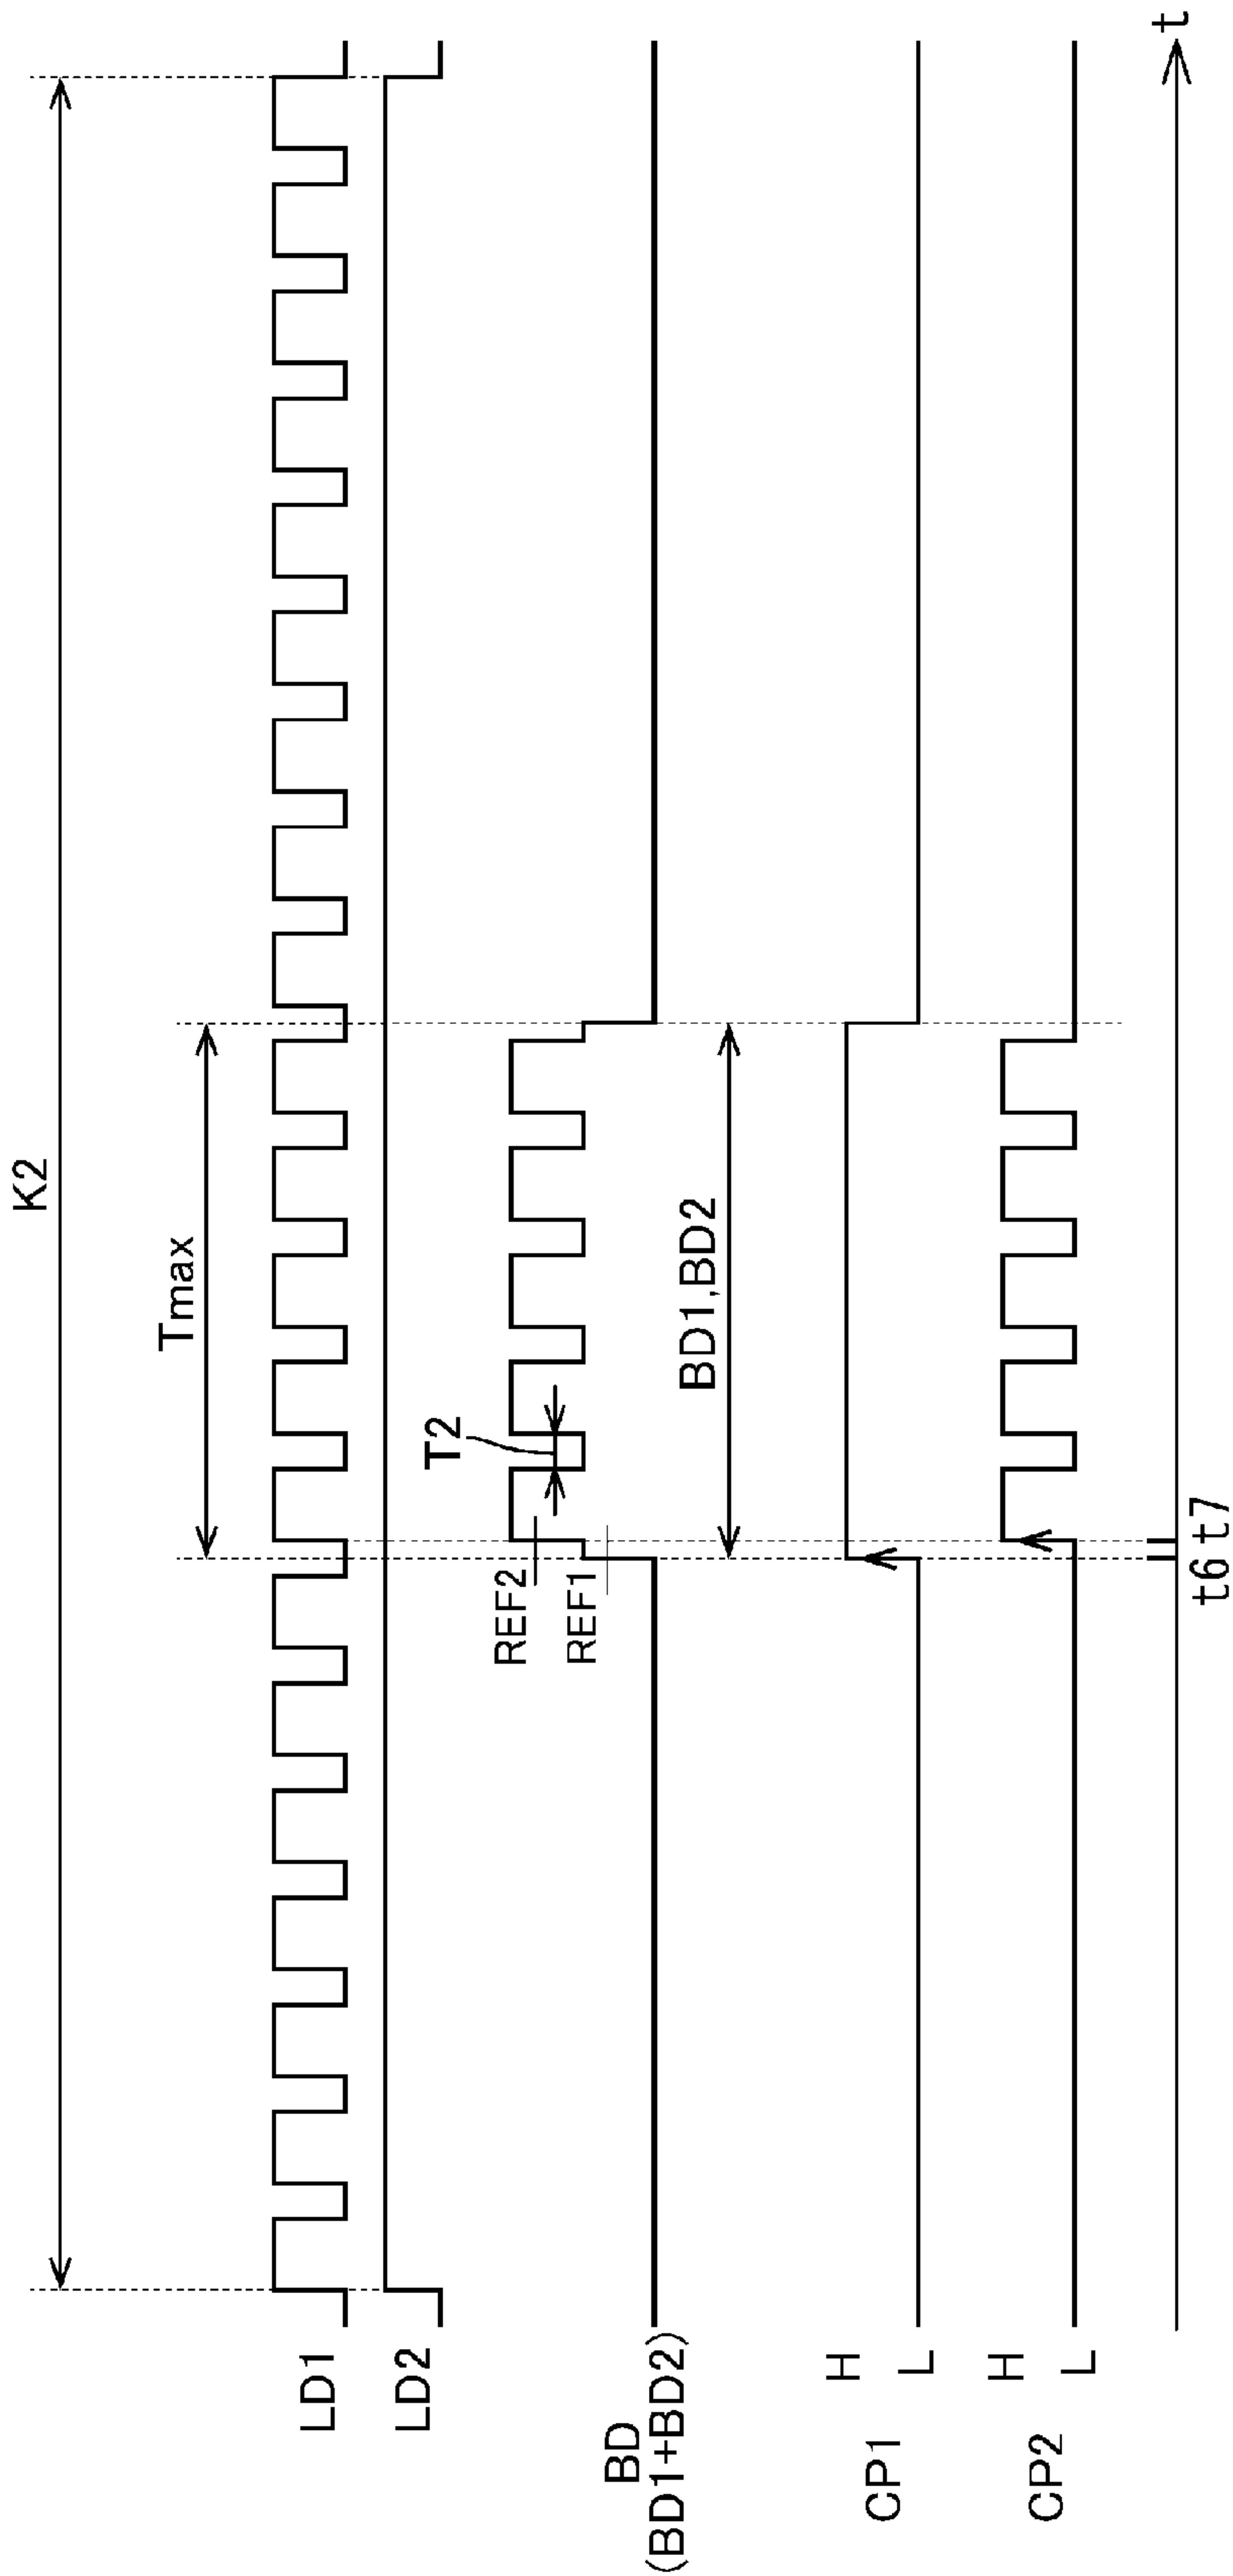 K2
Tmax
LD1
LD2
T2
REF2
REF1
BD
(BD1+BD2)
BD1,BD2
CP1
H
L
CP2
H
L
t6 t7
t